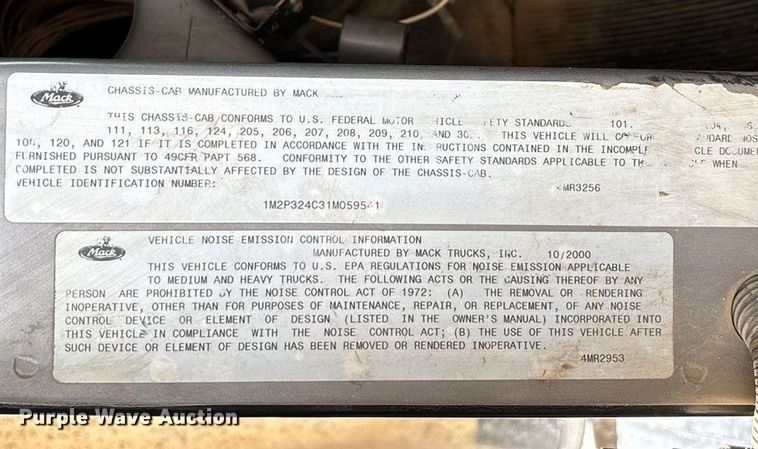 Mack
CHASSIS-CAB MANUFACTURED BY MACK
THIS CHASSIS-CAB CONFORMS TO U.S. FEDERAL MOTOR STANDARDS 101,
111, 113, 116, 124, 205, 206, 207, 208, 209, 210, AND THIS VEHICLE WILL
106, 120, AND 121 IF IT IS COMPLETED IN ACCORDANCE WITH THE CONTAINED IN THE
FURNISHED PURSUANT TO 49CFR PART 568. CONFORMITY TO THE OTHER SAFETY STANDARDS APPLICABLE TO WHEN
COMPLETED IS NOT SUBSTANTIALLY AFFECTED BY THE DESIGN OF THE CHASSIS-CAB.
VEHICLE IDENTIFICATION NUMBER: 4MR3256
1M2P324C31M059541
Mack
VEHICLE NOISE EMISSION CONTROL INFORMATION
MANUFACTURED BY MACK TRUCKS, INC. 10/2000
THIS VEHICLE CONFORMS TO U.S. EPA REGULATIONS FOR NOISE EMISSION APPLICABLE
TO MEDIUM AND HEAVY TRUCKS. THE FOLLOWING ACTS OR THE CAUSING THEREOF BY ANY
PERSON ARE PROHIBITED BY THE NOISE CONTROL ACT OF 1972: (A) THE REMOVAL OR RENDERING
INOPERATIVE, OTHER THAN FOR PURPOSES OF MAINTENANCE, REPAIR, OR REPLACEMENT, OF ANY NOISE
CONTROL DEVICE OR ELEMENT OF DESIGN (LISTED IN THE OWNER'S MANUAL) INCORPORATED INTO
THIS VEHICLE IN COMPLIANCE WITH THE NOISE CONTROL ACT; (B) THE USE OF THIS VEHICLE AFTER
SUCH DEVICE OR ELEMENT OF DESIGN HAS BEEN REMOVED OR RENDERED INOPERATIVE.
4MR2953
Purple Wave Auction